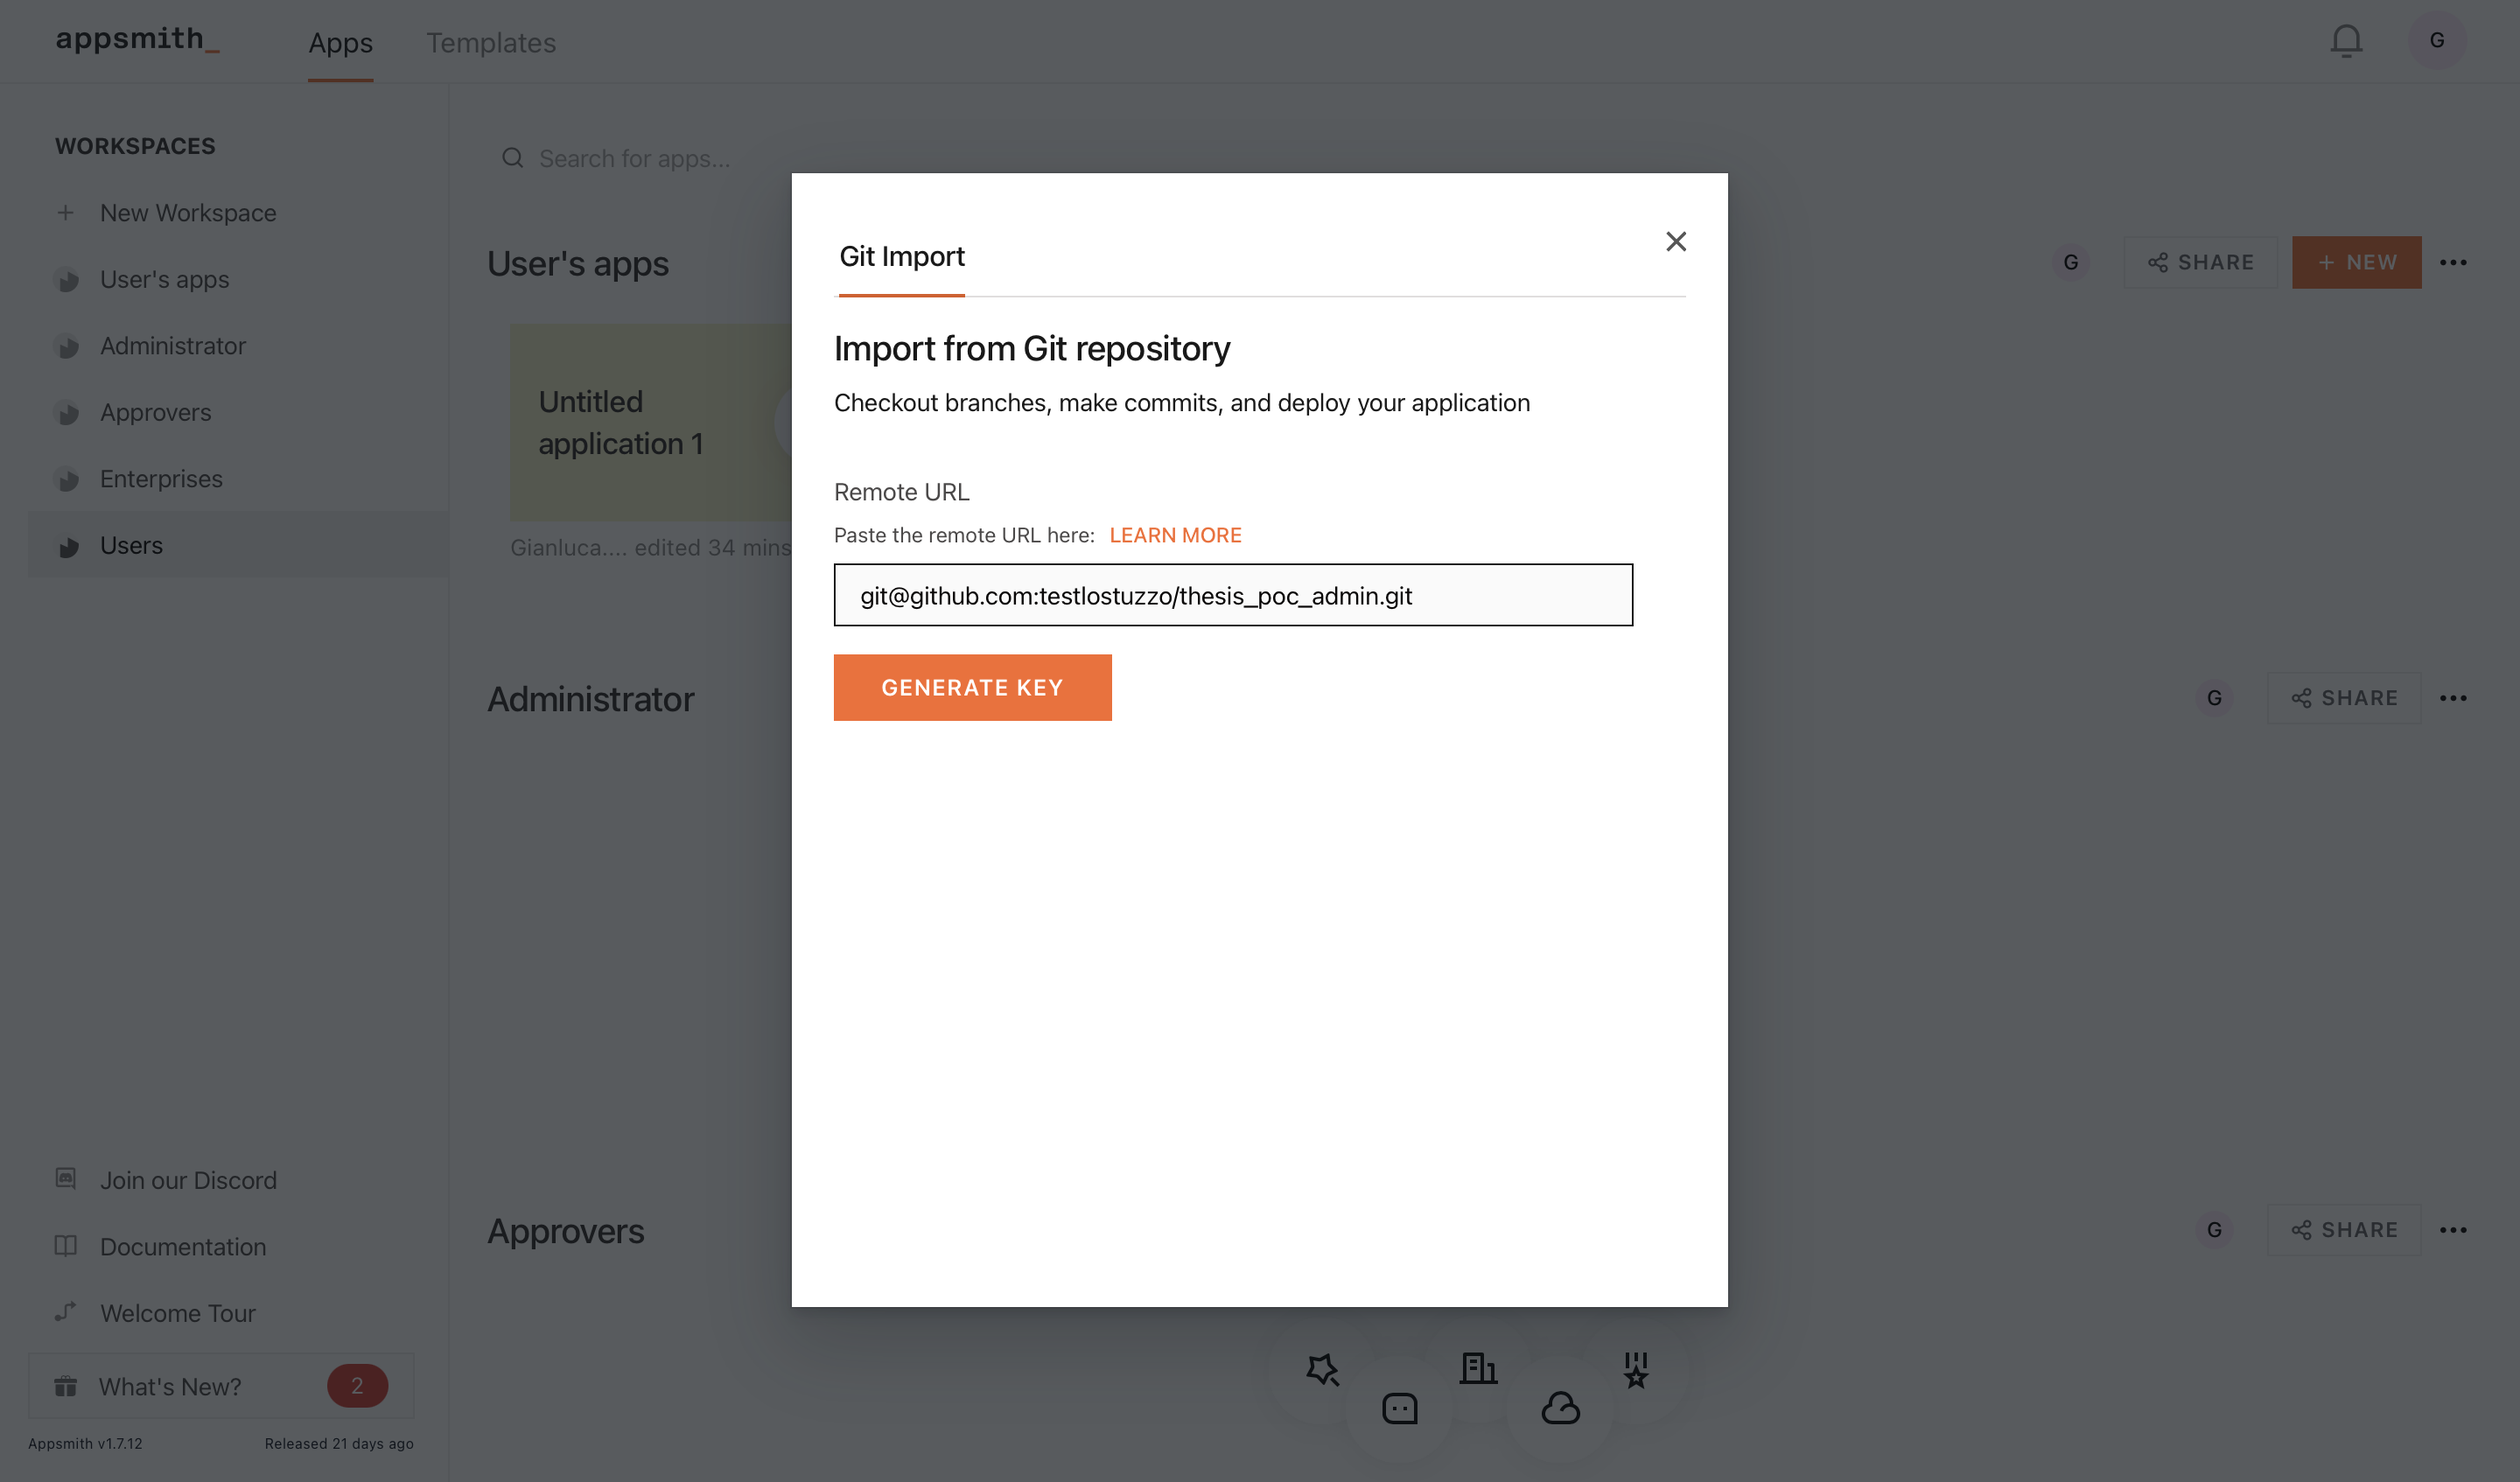 appsmith_
Apps
Templates
G
WORKSPACES
New Workspace
User's apps
Administrator
Approvers
Enterprises
Users
Search for apps...
User's apps
G
SHARE
+ NEW
Untitled
application 1
Gianluca.... edited 34 mins
Git Import
Import from Git repository
Checkout branches, make commits, and deploy your application
Remote URL
Paste the remote URL here: LEARN MORE
git@github.com:testlostuzzo/thesis_poc_admin.git
GENERATE KEY
Administrator
G
SHARE
Approvers
G
SHARE
Join our Discord
Documentation
Welcome Tour
What's New?
2
Appsmith v1.7.12
Released 21 days ago